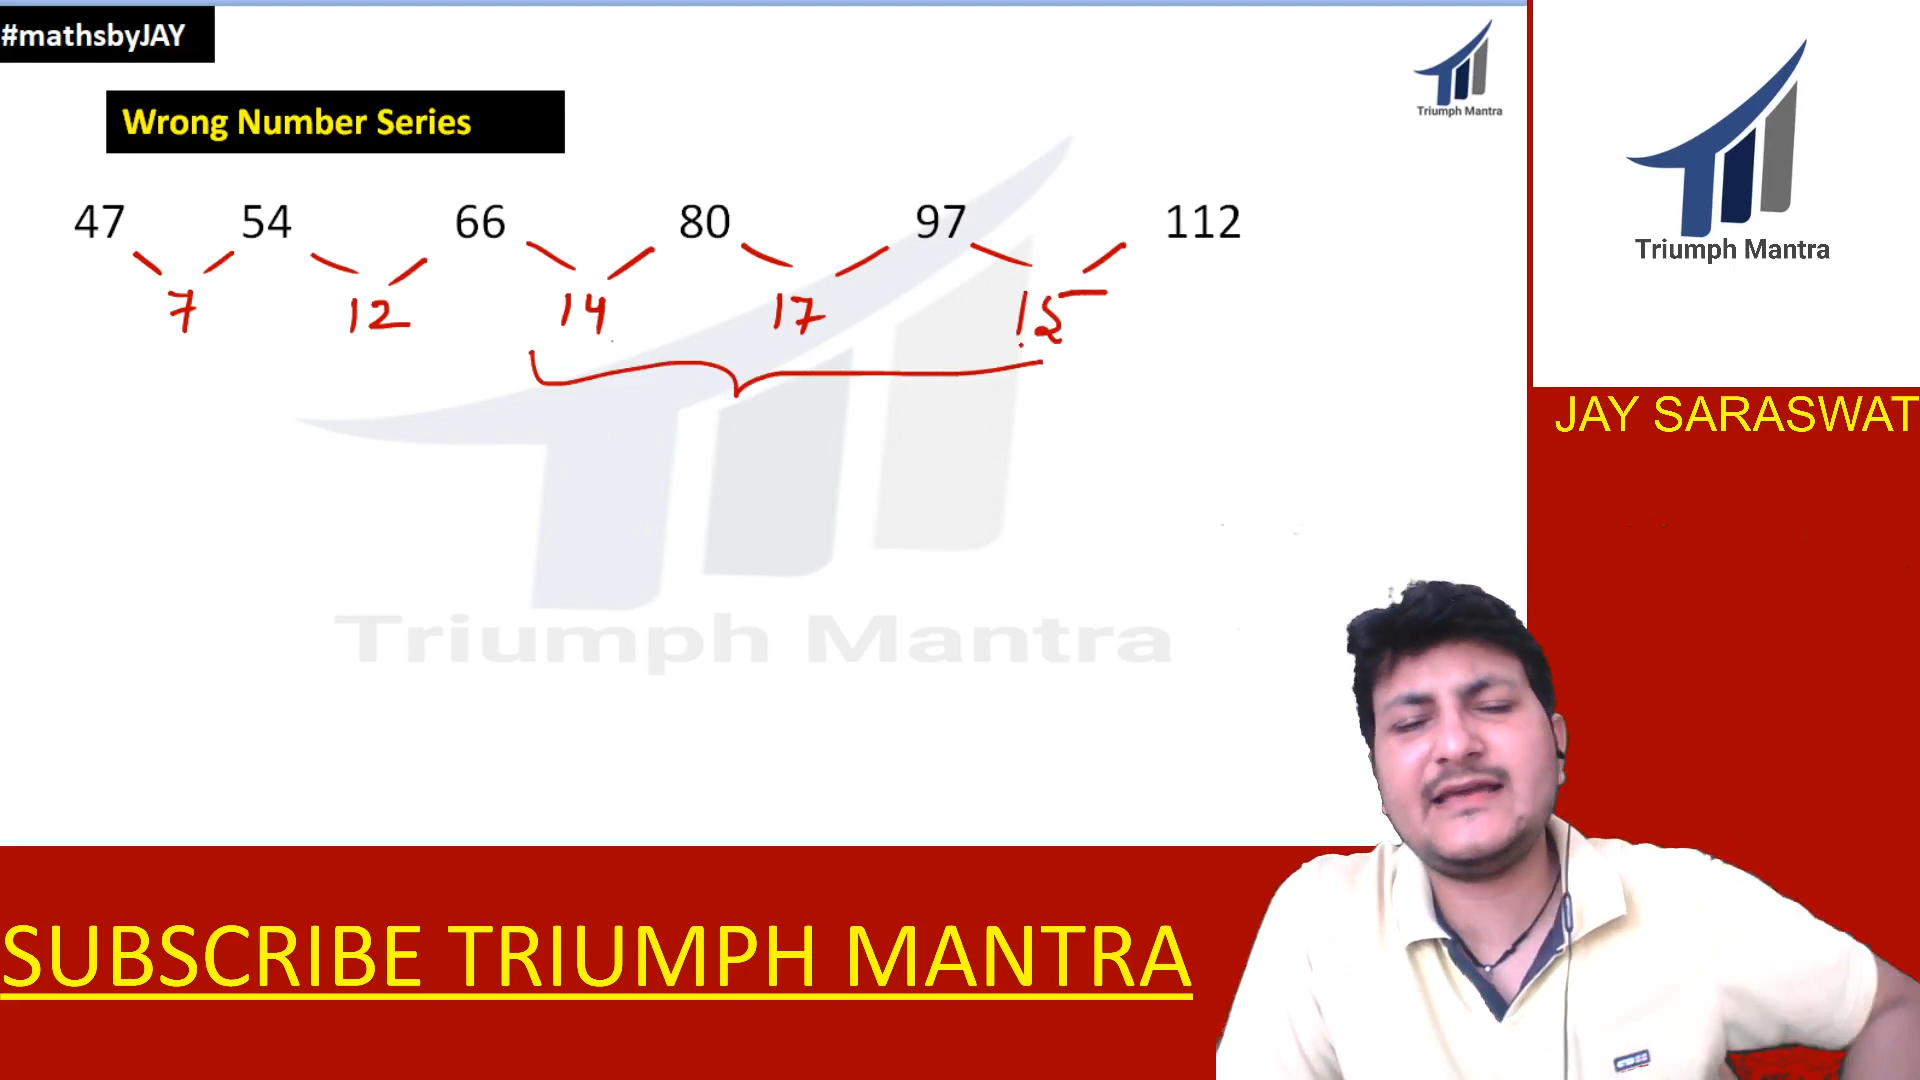 #mathsbyJAY
Triumph Mantra
Triumph Mantra
Wrong Number Series
47 54 66 80 97 112
7 12 14 17 15
Triumph Mantra
JAY SARASWAT
SUBSCRIBE TRIUMPH MANTRA